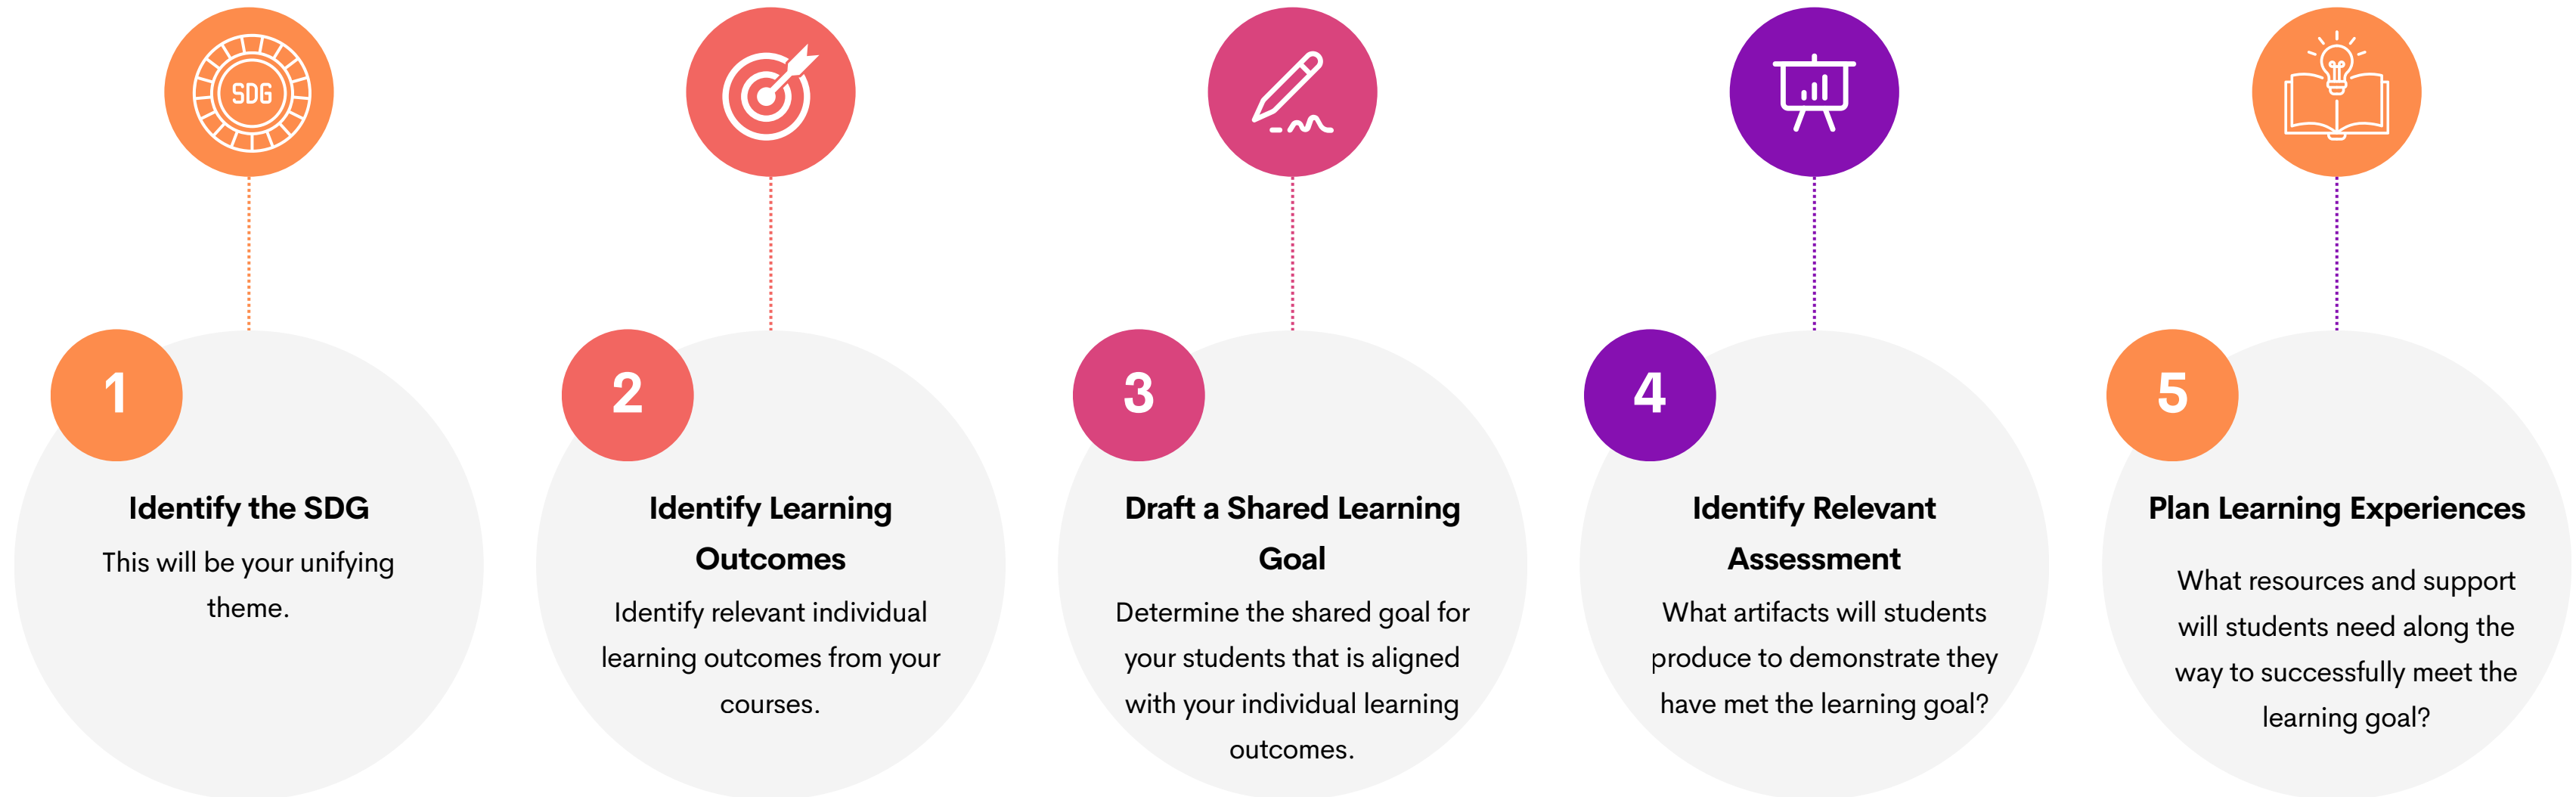 SDG
1
Identify the SDG
This will be your unifying
theme.
2
Identify Learning
Outcomes
Identify relevant individual
learning outcomes from your
courses.
3
Draft a Shared Learning
Goal
Determine the shared goal for
your students that is aligned
with your individual learning
outcomes.
4
Identify Relevant
Assessment
What artifacts will students
produce to demonstrate they
have met the learning goal?
5
Plan Learning Experiences
What resources and support
will students need along the
way to successfully meet the
learning goal?